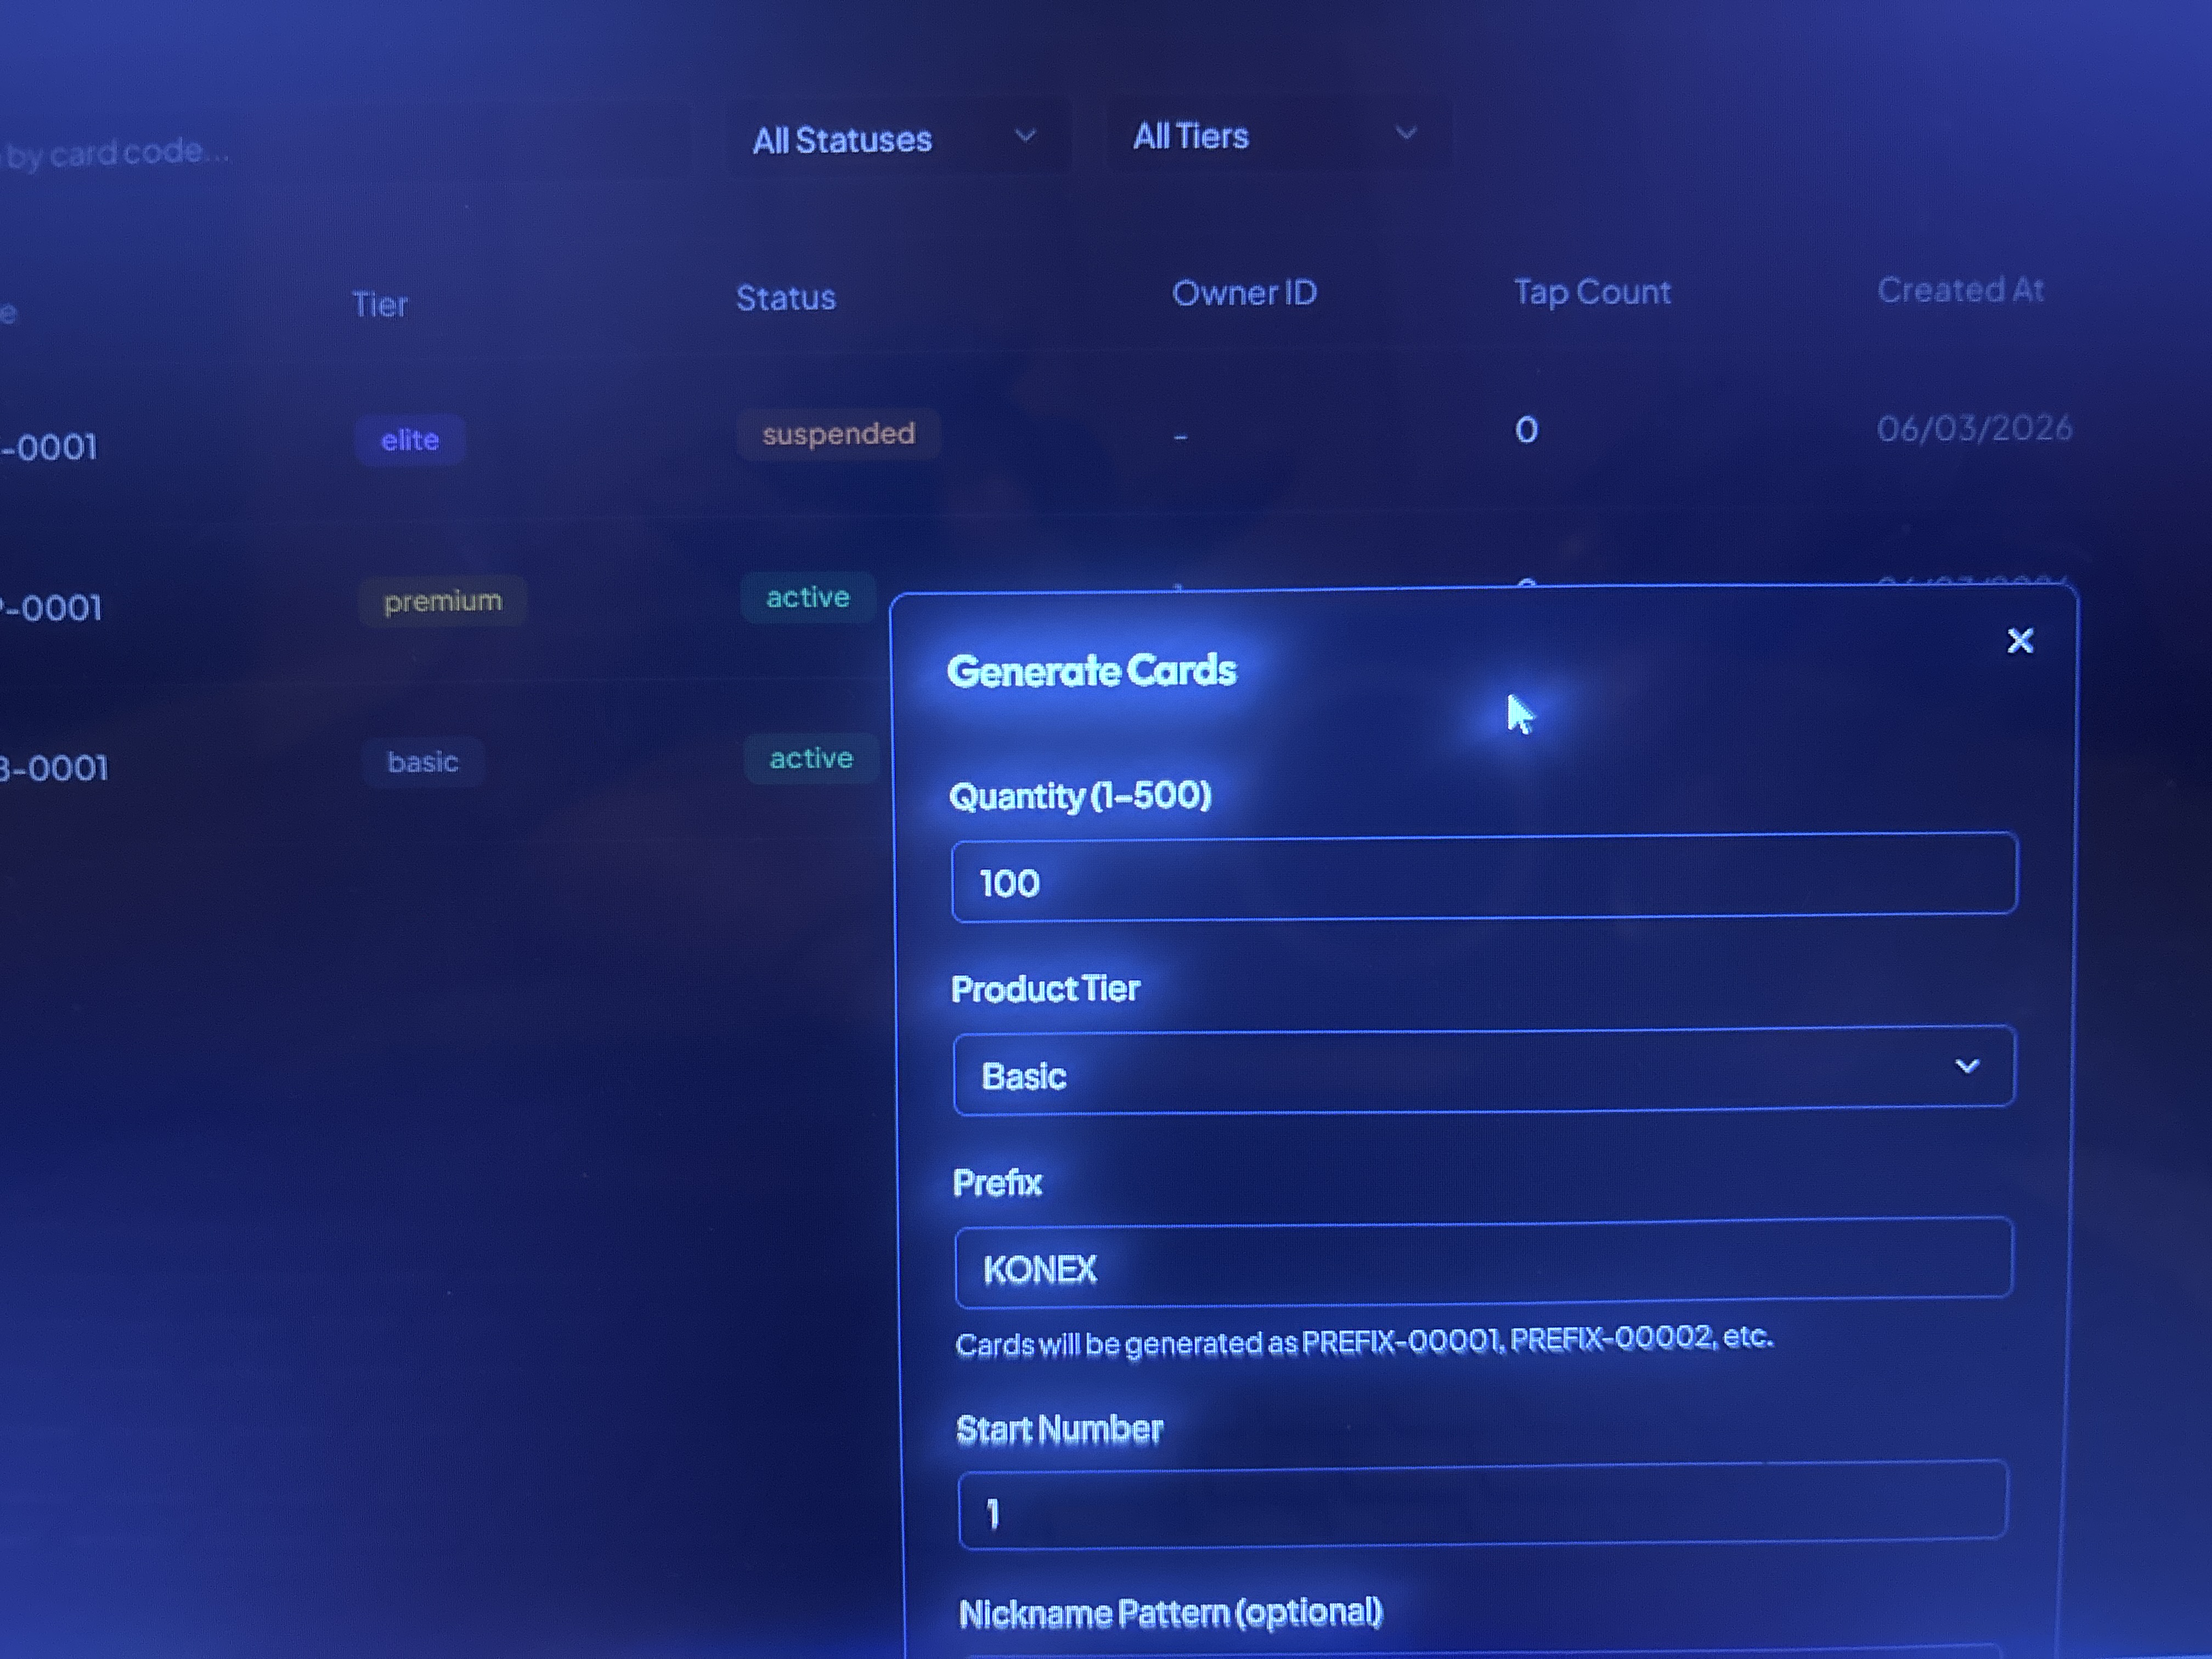 by card code...
All Statuses
All Tiers
Tier Status Owner ID Tap Count Created At
-0001 elite suspended - 0 06/03/2026
-0001 premium active
-0001 basic active
Generate Cards
Quantity (1–500)
100
Product Tier
Basic
Prefix
KONEX
Cards will be generated as PREFIX-00001, PREFIX-00002, etc.
Start Number
1
Nickname Pattern (optional)